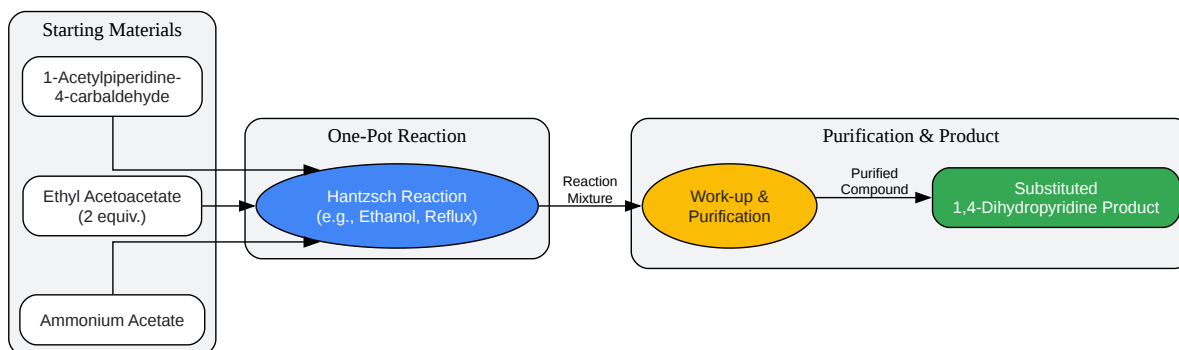 Starting Materials
1-Acetylpiperidine-
4-carbaldehyde
Ethyl Acetoacetate
(2 equiv.)
Ammonium Acetate
One-Pot Reaction
Hantzsch Reaction
(e.g., Ethanol, Reflux)
Reaction
Mixture
Purification & Product
Work-up &
Purification
Purified
Compound
Substituted
1,4-Dihydropyridine Product